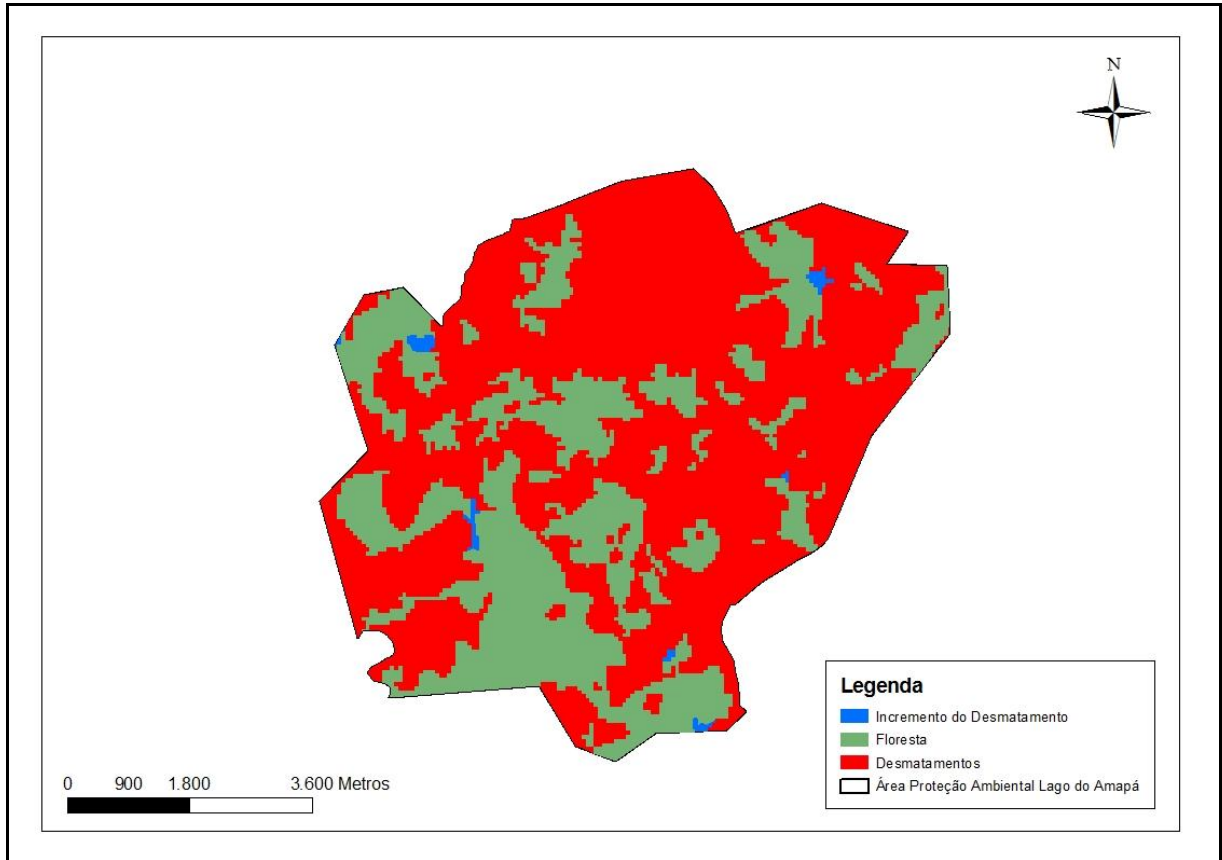 N
Legenda
Incremento do Desmatamento
Floresta
Desmatamentos
Área Proteção Ambiental Lago do Amapá
0 900 1.800 3.600 Metros